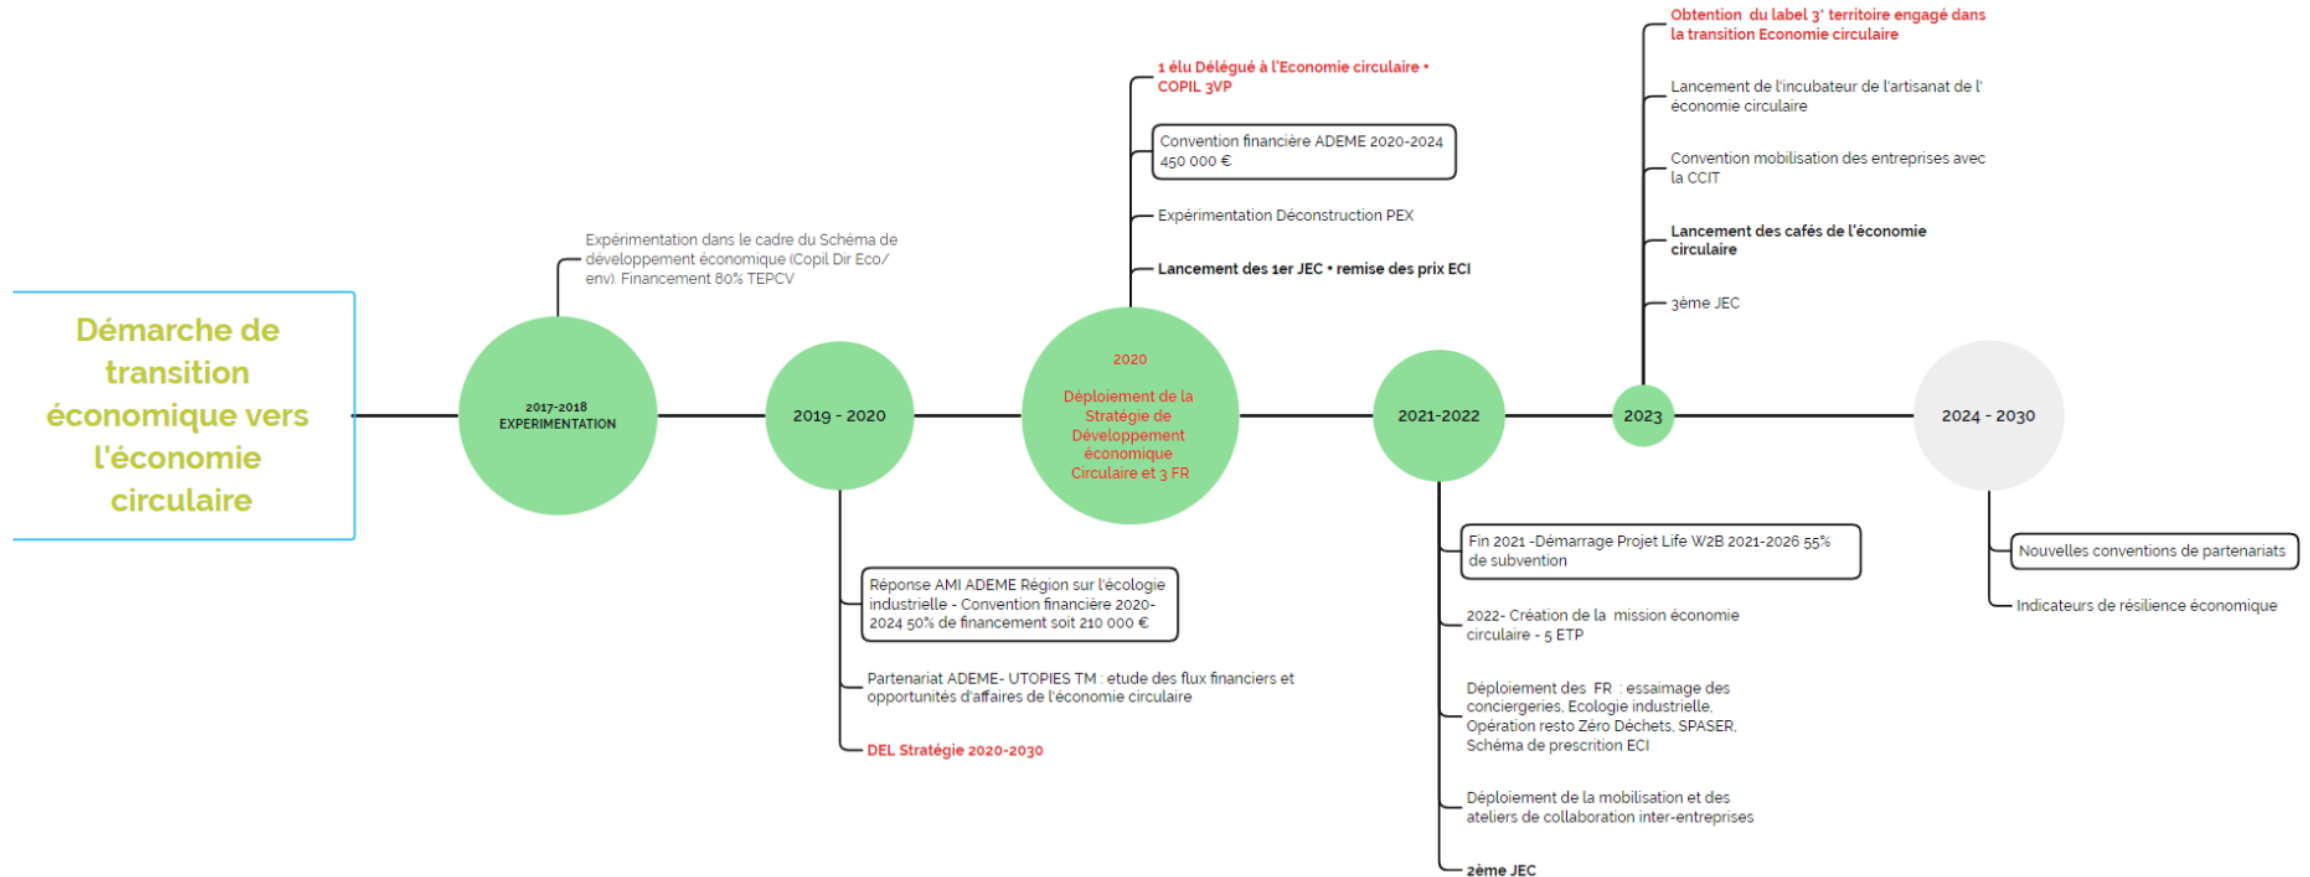 Démarche de
transition
économique vers
l'économie
circulaire
Expérimentation dans le cadre du Schéma de
développement économique (Copil Dir Eco/
env). Financement 80% TEPCV
2017-2018
EXPERIMENTATION
2019 - 2020
Réponse AMI ADEME Région sur l'écologie
industrielle - Convention financière 2020-
2024 50% de financement soit 210 000 €
Partenariat ADEME- UTOPIES TM : etude des flux financiers et
opportunités d'affaires de l'économie circulaire
DEL Stratégie 2020-2030
1 élu Délégué à l'Economie circulaire +
COPIL 3VP
Convention financière ADEME 2020-2024
450 000 €
Expérimentation Déconstruction PEX
Lancement des 1er JEC + remise des prix ECI
2020
Déploiement de la
Stratégie de
Développement
économique
Circulaire et 3 FR
2021-2022
Fin 2021 -Démarrage Projet Life W2B 2021-2026 55%
de subvention
2022- Création de la  mission économie
circulaire - 5 ETP
Déploiement des  FR  : essaimage des
conciergeries, Ecologie industrielle,
Opération resto Zéro Déchets, SPASER,
Schéma de prescription ECI
Déploiement de la mobilisation et des
ateliers de collaboration inter-entreprises
2ème JEC
Obtention  du label 3* territoire engagé dans
la transition Economie circulaire
Lancement de l'incubateur de l'artisanat de l'
économie circulaire
Convention mobilisation des entreprises avec
la CCIT
Lancement des cafés de l'économie
circulaire
3ème JEC
2023
2024 - 2030
Nouvelles conventions de partenariats
Indicateurs de résilience économique